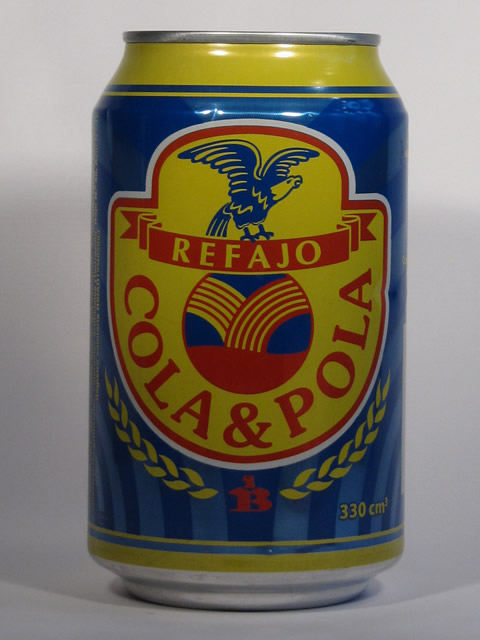 REFAJO
COLA & POLA
B
330 cm³